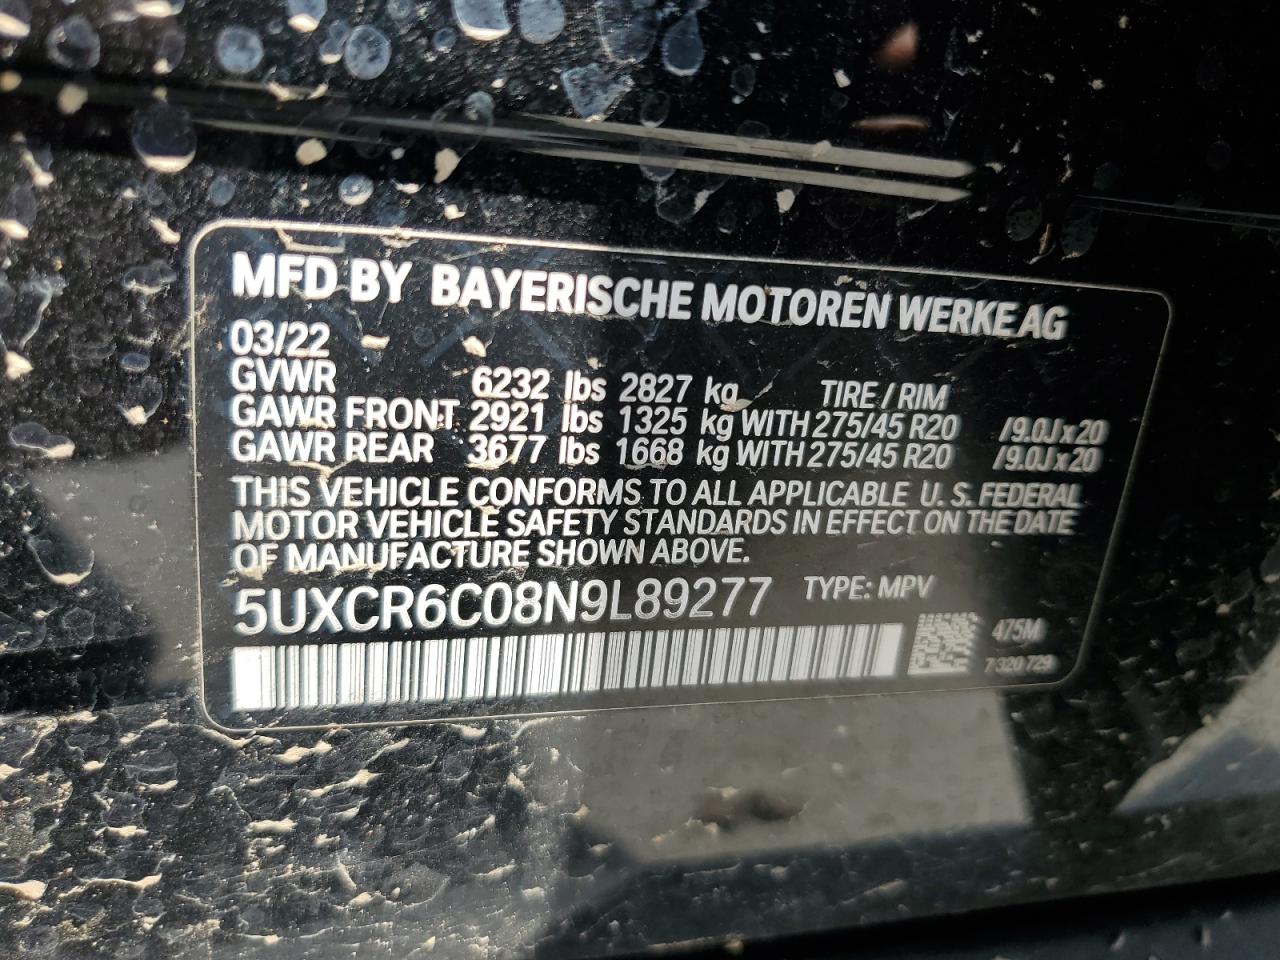 MFD BY BAYERISCHE MOTOREN WERKE AG
03/22
GVWR 6232 lbs 2827 kg TIRE / RIM
GAWR FRONT 2921 lbs 1325 kg WITH 275/45 R20 /9.0J x 20
GAWR REAR 3677 lbs 1668 kg WITH 275/45 R20 /9.0J x 20
THIS VEHICLE CONFORMS TO ALL APPLICABLE U. S. FEDERAL
MOTOR VEHICLE SAFETY STANDARDS IN EFFECT ON THE DATE
OF MANUFACTURE SHOWN ABOVE.
5UXCR6C08N9L89277 TYPE: MPV
475M
7 320 729